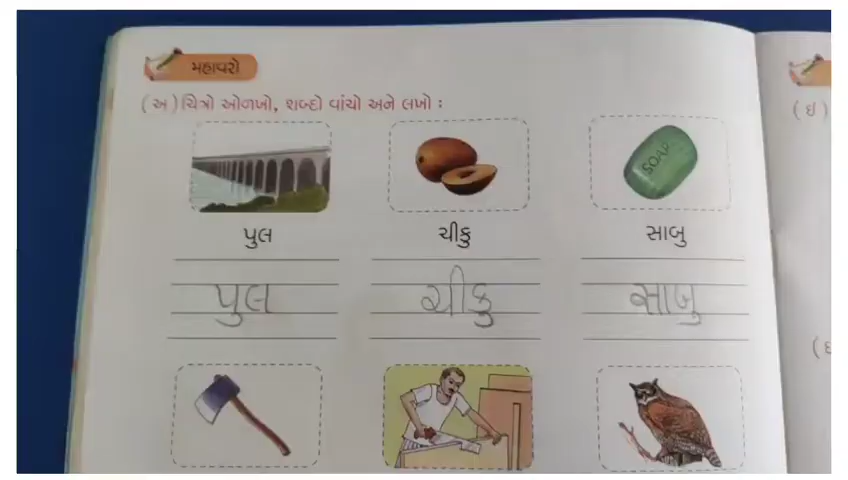 મહાવરો
(અ) ચિત્રો ઓળખો, શબ્દો વાંચો અને લખો :
(ઇ)
SOAP
પુલ ચીકુ સાબુ
પુલ ચીકુ સાબુ